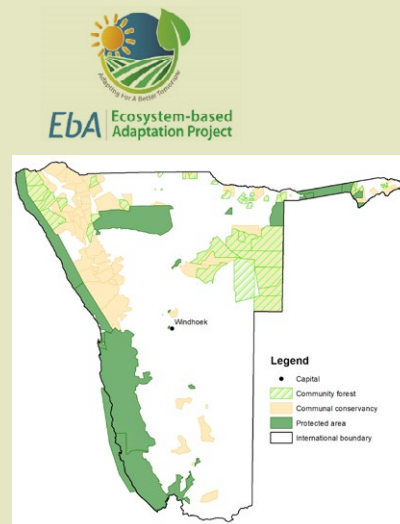 Adapting For A Better Tomorrow
EbA
Ecosystem-based
Adaptation Project
Windhoek
Legend
Capital
Community forest
Communal conservancy
Protected area
International boundary